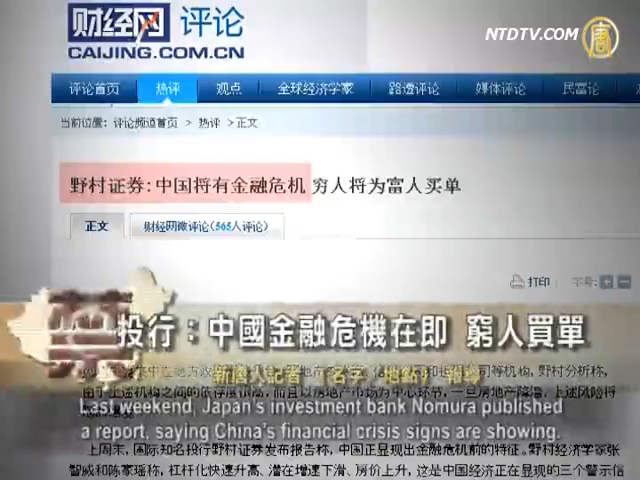 财经网 评论
CAIJING.COM.CN
NTDTV.COM
评论首页 热评 观点 全球经济学家 路透评论 媒体评论 民富论
当前位置: 评论频道首页 > 热评 > 正文
野村证券:中国将有金融危机 穷人将为富人买单
正文 财经网微评论(565人评论)
打印 字号:
投行：中國金融危機在即 窮人買單
Last weekend, Japan's investment bank Nomura published
a report, saying China's financial crisis signs are showing.
上周末，国际知名投行野村证券发布报告称，中国正显现出金融危机前的特征。野村经济学家张
智威和陈家瑶称，杠杆化快速升高、潜在增速下滑、房价上升，这是中国经济正在显现的三个警示信